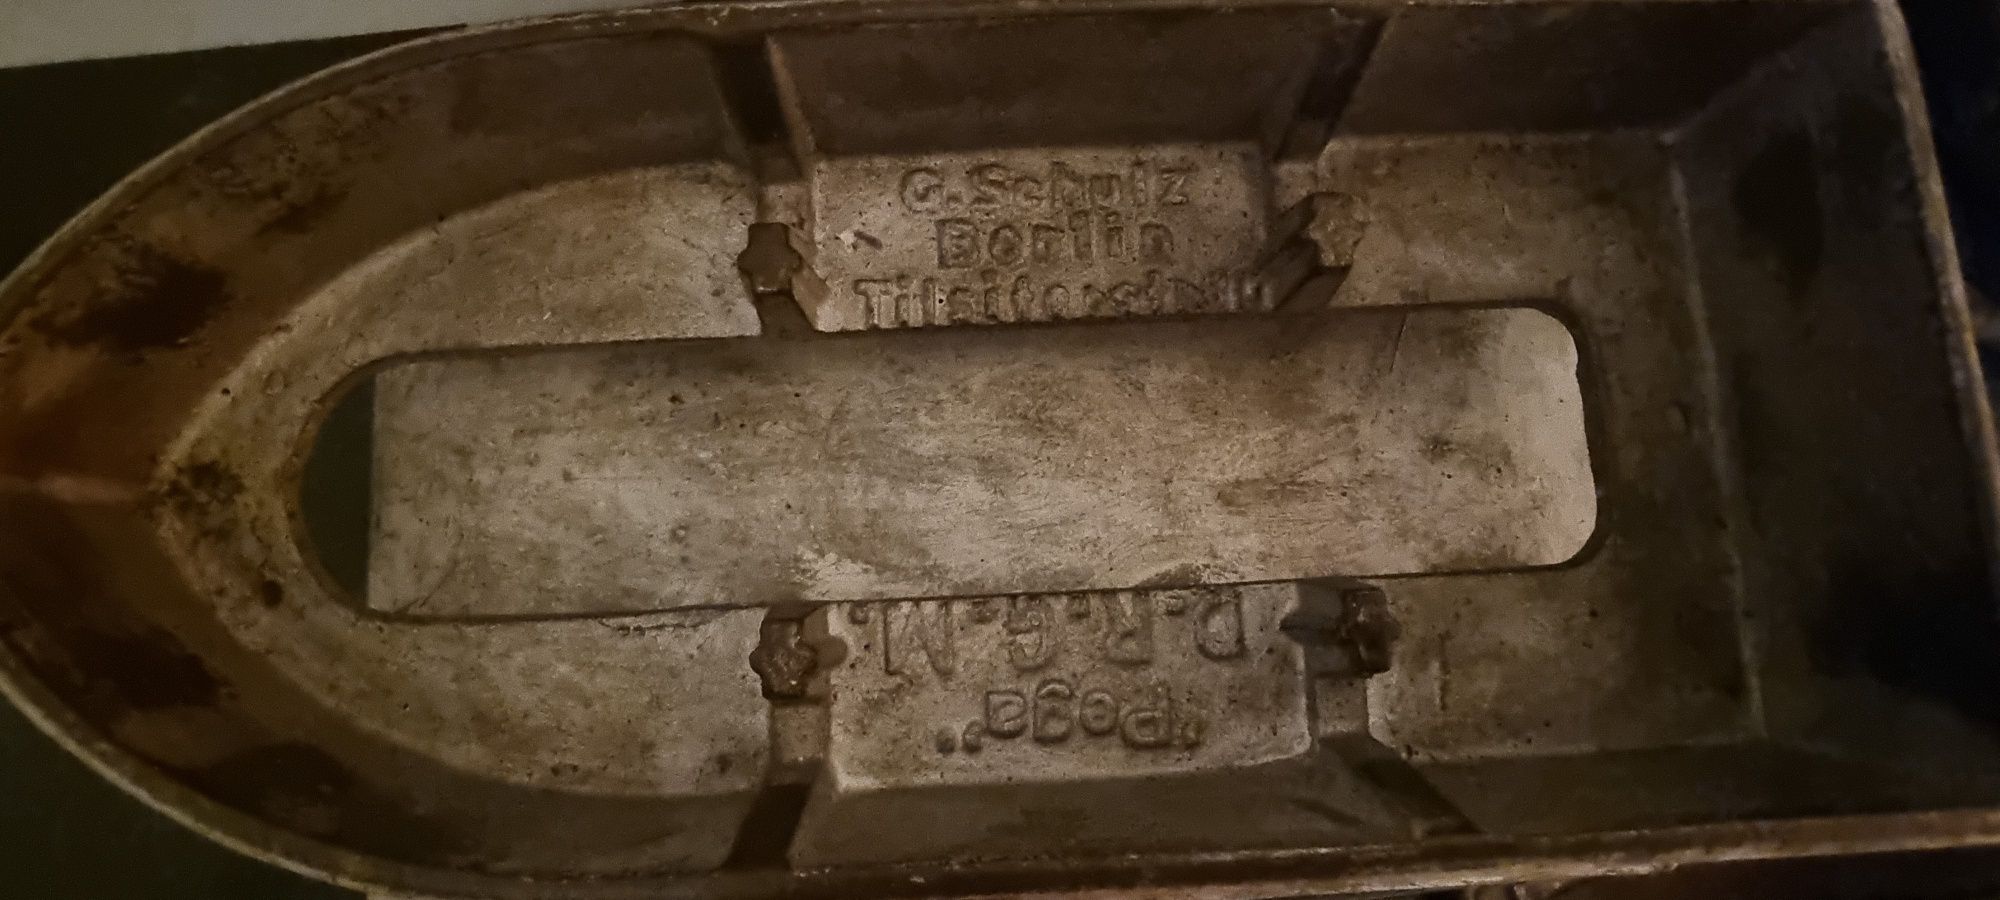 G. Schulz
Berlin
"Poga"
D.R.G.M.